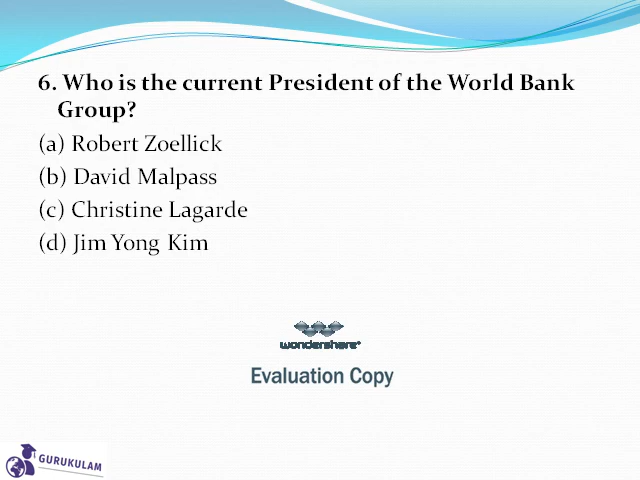 6. Who is the current President of the World Bank
Group?
(a) Robert Zoellick
(b) David Malpass
(c) Christine Lagarde
(d) Jim Yong Kim
wondershare
Evaluation Copy
GURUKULAM